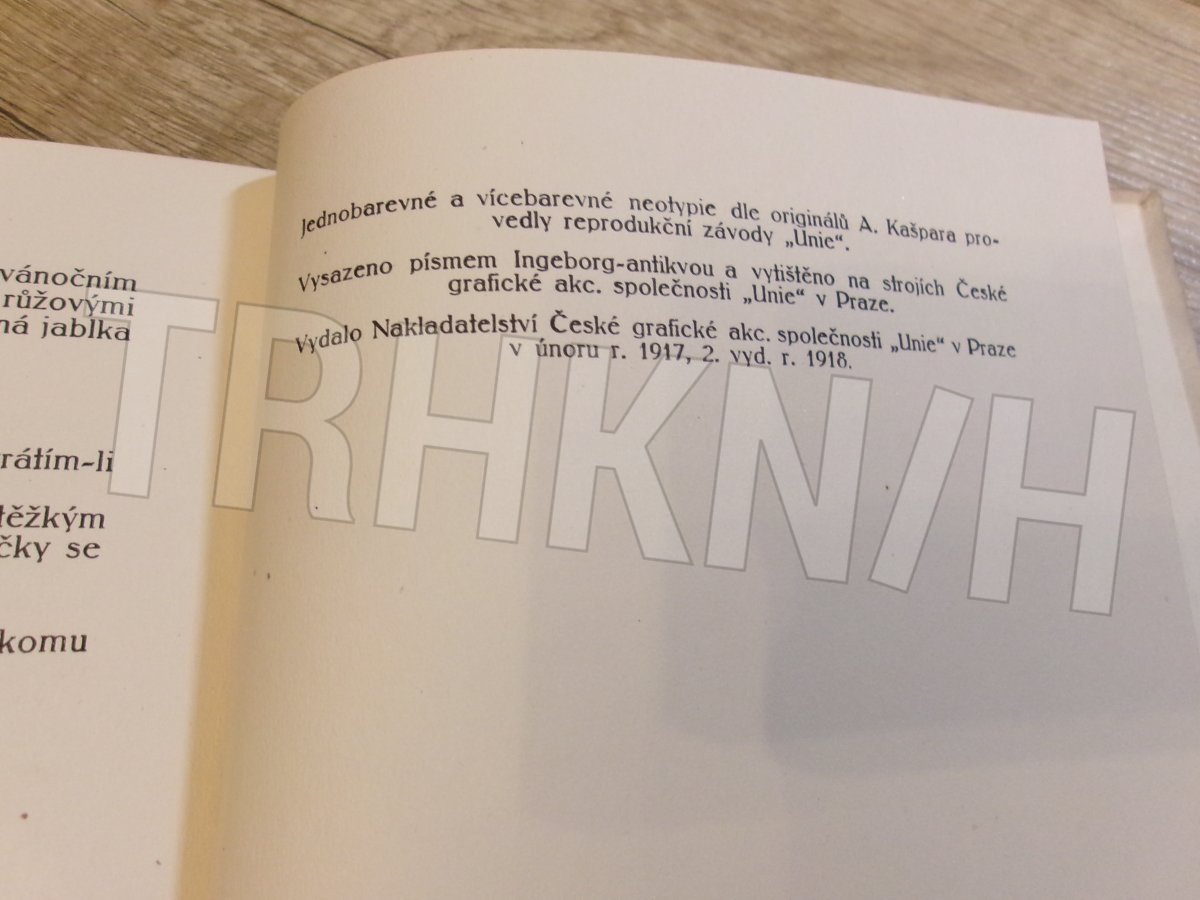 vánočním
růžovými
ná jablka
rátím-li
těžkým
čky se
komu
Jednobarevné a vícebarevné neotypie dle originálů A. Kašpara pro-
vedly reprodukční závody „Unie“.
Vysazeno písmem Ingeborg-antikvou a vytištěno na strojích České
grafické akc. společnosti „Unie“ v Praze.
Vydalo Nakladatelství České grafické akc. společnosti „Unie“ v Praze
v únoru r. 1917, 2. vyd. r. 1918.
TRHKN/H